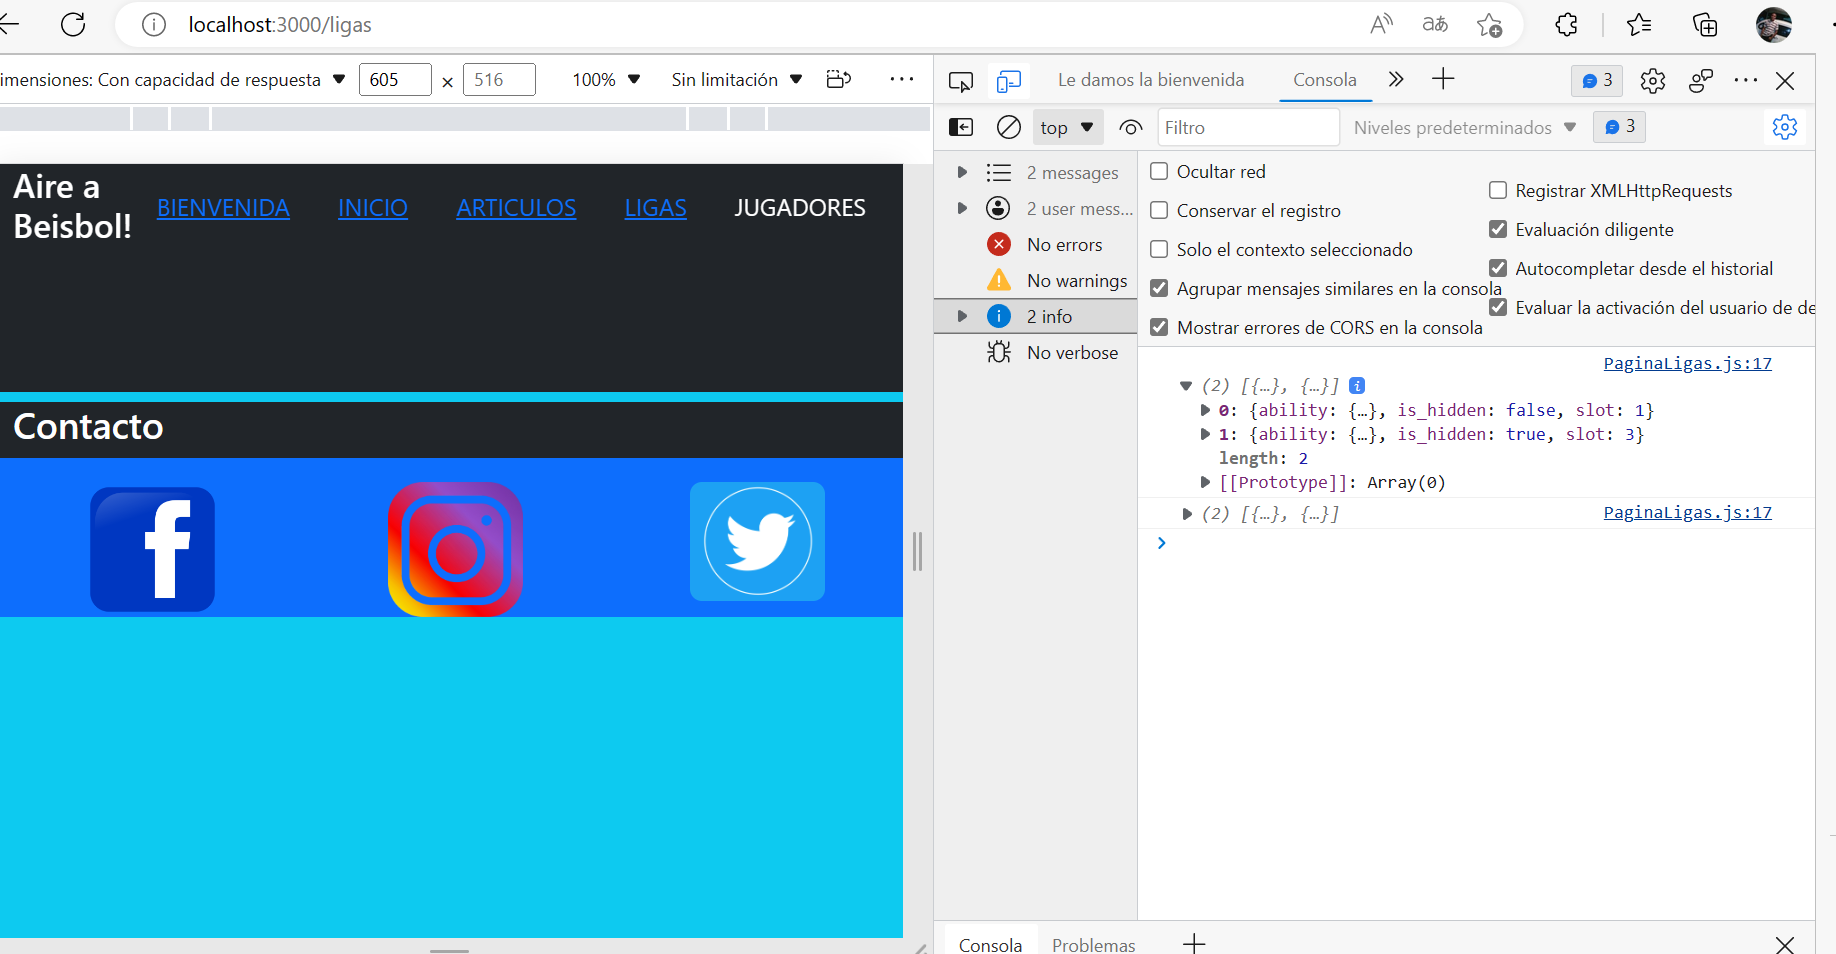 localhost:3000/ligas
imensiones: Con capacidad de respuesta 605 × 516 100% Sin limitación
Aire a
Beisbol!
BIENVENIDA INICIO ARTICULOS LIGAS JUGADORES
Contacto
Le damos la bienvenida Consola 3
top Filtro Niveles predeterminados 3
2 messages
2 user mess...
No errors
No warnings
2 info
No verbose
Ocultar red
Conservar el registro
Solo el contexto seleccionado
Agrupar mensajes similares en la consola
Mostrar errores de CORS en la consola
Registrar XMLHttpRequests
Evaluación diligente
Autocompletar desde el historial
Evaluar la activación del usuario de de
PaginaLigas.js:17
(2) [{…}, {…}]
0: {ability: {…}, is_hidden: false, slot: 1}
1: {ability: {…}, is_hidden: true, slot: 3}
length: 2
[[Prototype]]: Array(0)
(2) [{…}, {…}] PaginaLigas.js:17
Consola Problemas